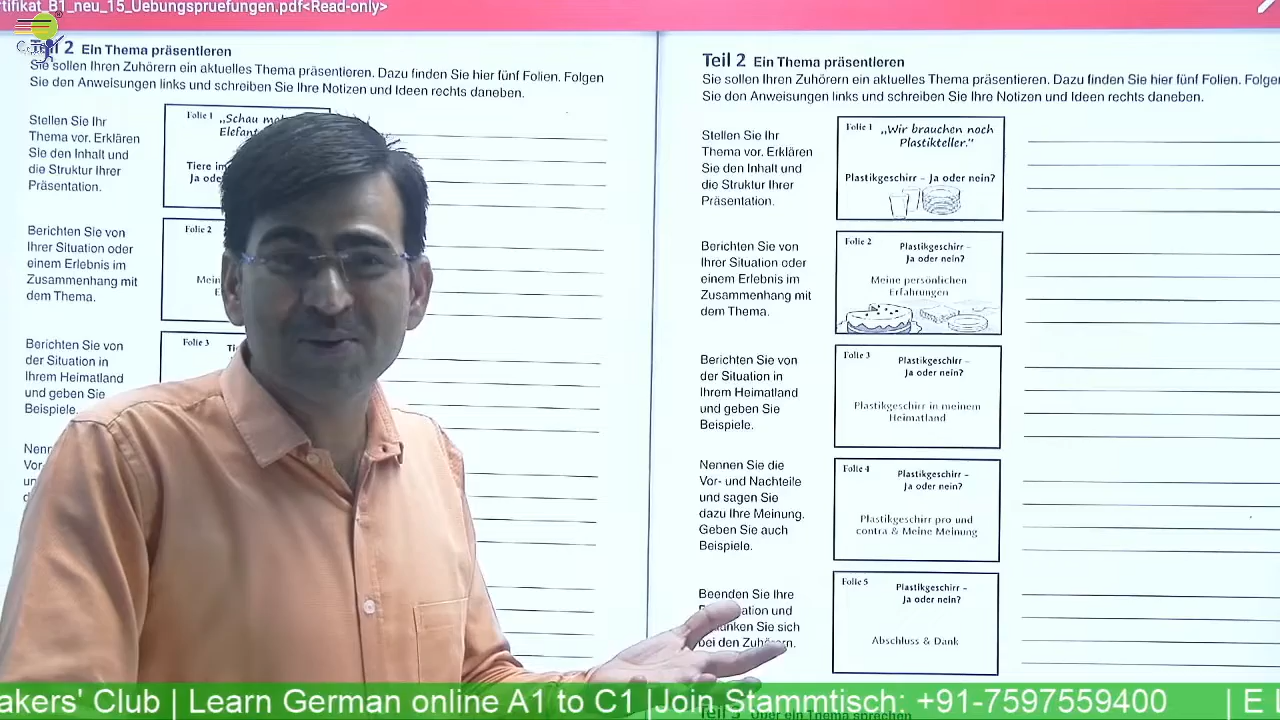 rtifikat_B1_neu_15_Uebungspruefungen.pdf<Read-only>
Teil 2 Ein Thema präsentieren
Sie sollen Ihren Zuhörern ein aktuelles Thema präsentieren. Dazu finden Sie hier fünf Folien. Folgen
Sie den Anweisungen links und schreiben Sie Ihre Notizen und Ideen rechts daneben.
Stellen Sie Ihr
Thema vor. Erklären
Sie den Inhalt und
die Struktur Ihrer
Präsentation.
Folie 1 „Schau
Elefant
Tiere im
Ja
Berichten Sie von
Ihrer Situation oder
einem Erlebnis im
Zusammenhang mit
dem Thema.
Folie 2
Mein
Berichten Sie von
der Situation in
Ihrem Heimatland
und geben Sie
Beispiele.
Folie 3
Teil 2 Ein Thema präsentieren
Sie sollen Ihren Zuhörern ein aktuelles Thema präsentieren. Dazu finden Sie hier fünf Folien. Folge
Sie den Anweisungen links und schreiben Sie Ihre Notizen und Ideen rechts daneben.
Stellen Sie Ihr
Thema vor. Erklären
Sie den Inhalt und
die Struktur Ihrer
Präsentation.
Folie 1 „Wir brauchen noch
Plastikteller.“
Plastikgeschirr – Ja oder nein?
Berichten Sie von
Ihrer Situation oder
einem Erlebnis im
Zusammenhang mit
dem Thema.
Folie 2 Plastikgeschirr –
Ja oder nein?
Meine persönlichen
Erfahrungen
Berichten Sie von
der Situation in
Ihrem Heimatland
und geben Sie
Beispiele.
Folie 3 Plastikgeschirr –
Ja oder nein?
Plastikgeschirr in meinem
Heimatland
Nennen Sie die
Vor- und Nachteile
und sagen Sie
dazu Ihre Meinung.
Geben Sie auch
Beispiele.
Folie 4 Plastikgeschirr –
Ja oder nein?
Plastikgeschirr pro und
contra & Meine Meinung
Beenden Sie Ihre
und
Sie sich
bei den Zuhörern.
Folie 5 Plastikgeschirr –
Ja oder nein?
Abschluss & Dank
Teil 3 Über ein Thema sprechen
akers' Club | Learn German online A1 to C1 |Join Stammtisch: +91-7597559400 | E L